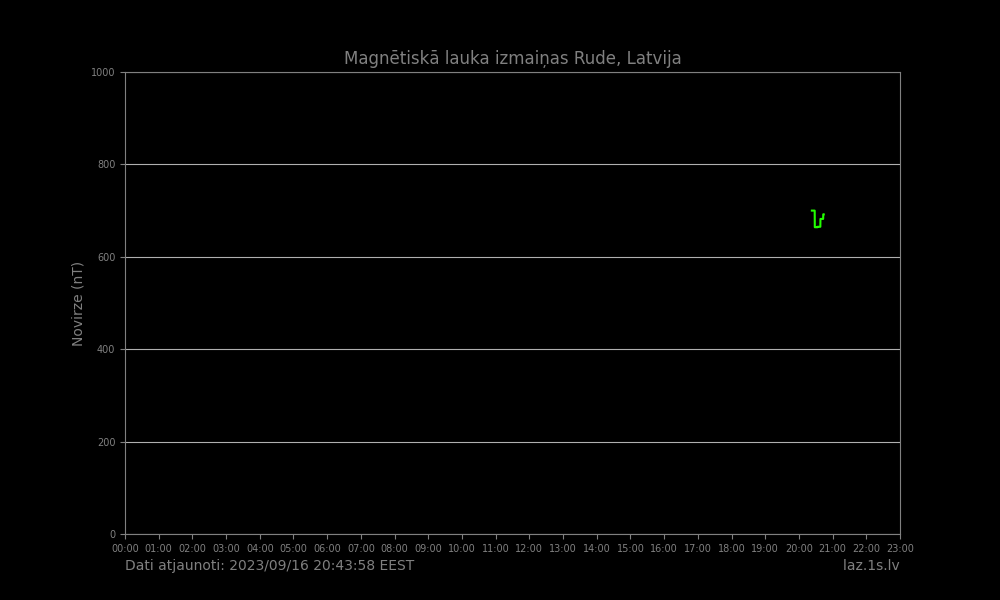 Magnētiskā lauka izmaiņas Rude, Latvija
1000
800
600
400
200
0
Novirze (nT)
00:00 01:00 02:00 03:00 04:00 05:00 06:00 07:00 08:00 09:00 10:00 11:00 12:00 13:00 14:00 15:00 16:00 17:00 18:00 19:00 20:00 21:00 22:00 23:00
Dati atjaunoti: 2023/09/16 20:43:58 EEST laz.1s.lv